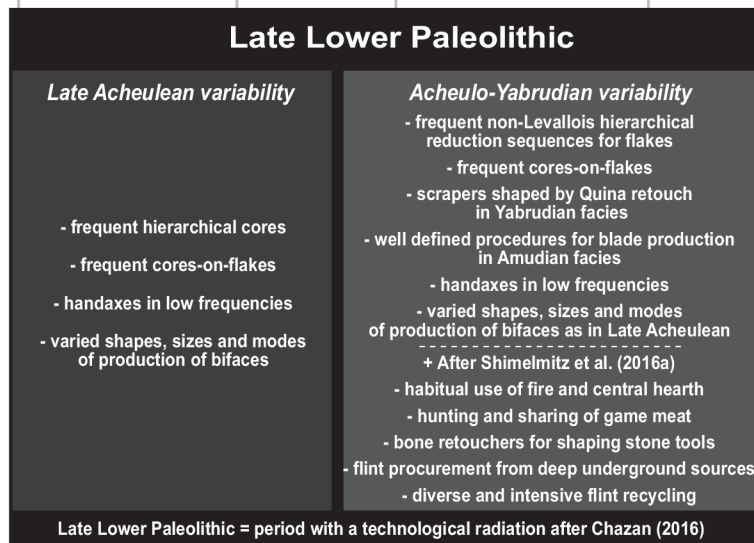 Late Lower Paleolithic
Late Acheulean variability
- frequent hierarchical cores
- frequent cores-on-flakes
- handaxes in low frequencies
- varied shapes, sizes and modes
of production of bifaces
Acheulo-Yabrudian variability
- frequent non-Levallois hierarchical
reduction sequences for flakes
- frequent cores-on-flakes
- scrapers shaped by Quina retouch
in Yabrudian facies
- well defined procedures for blade production
in Amudian facies
- handaxes in low frequencies
- varied shapes, sizes and modes
of production of bifaces as in Late Acheulean
+ After Shimelmitz et al. (2016a)
- habitual use of fire and central hearth
- hunting and sharing of game meat
- bone retouchers for shaping stone tools
- flint procurement from deep underground sources
- diverse and intensive flint recycling
Late Lower Paleolithic = period with a technological radiation after Chazan (2016)